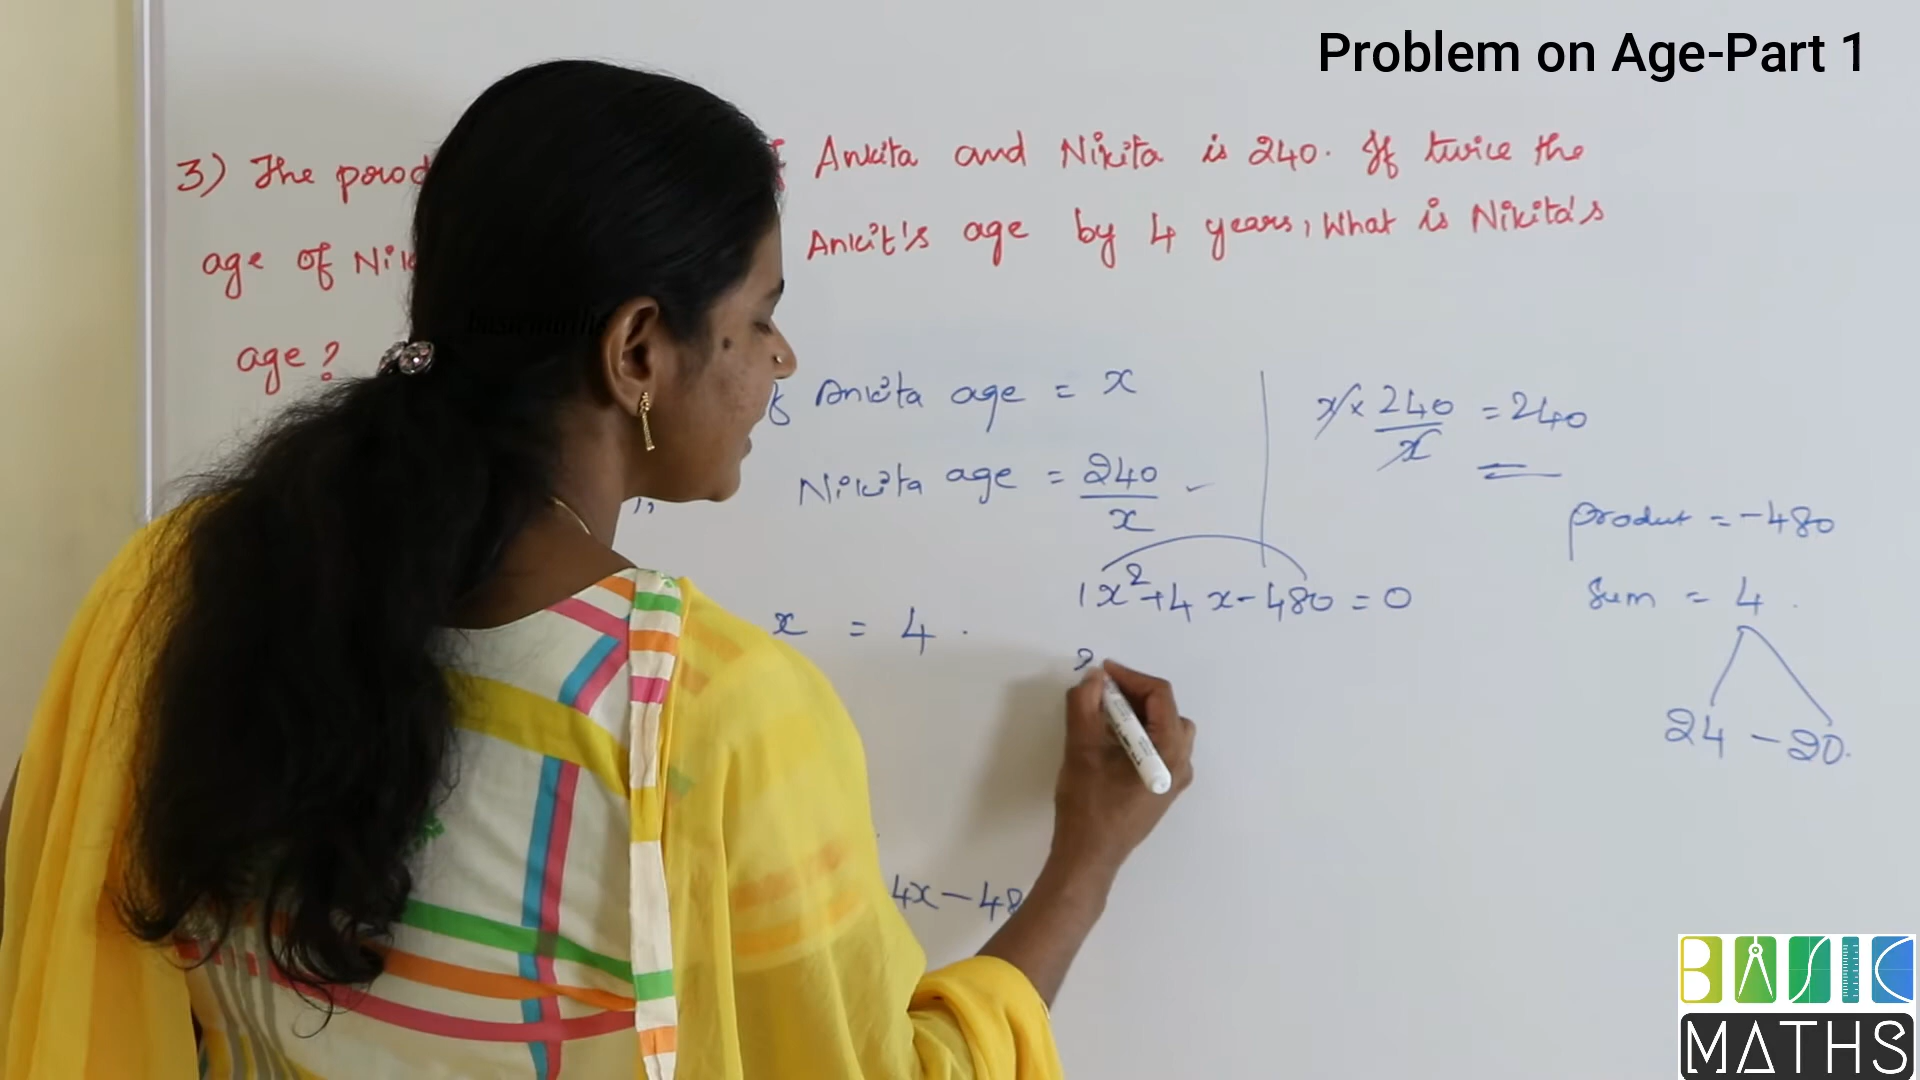 Problem on Age-Part 1
3) The of Ankita and Nikita is 240. If twice the
age of Ankit's age by 4 years, What is Nikita's
age?
basicmaths
Ankita age = x
Nikita age = 240/x
x × 240/x = 240
product = -480
1x²+4x-480=0
sum = 4.
x = 4.
24 -20.
4x-48
BASIC
MATHS